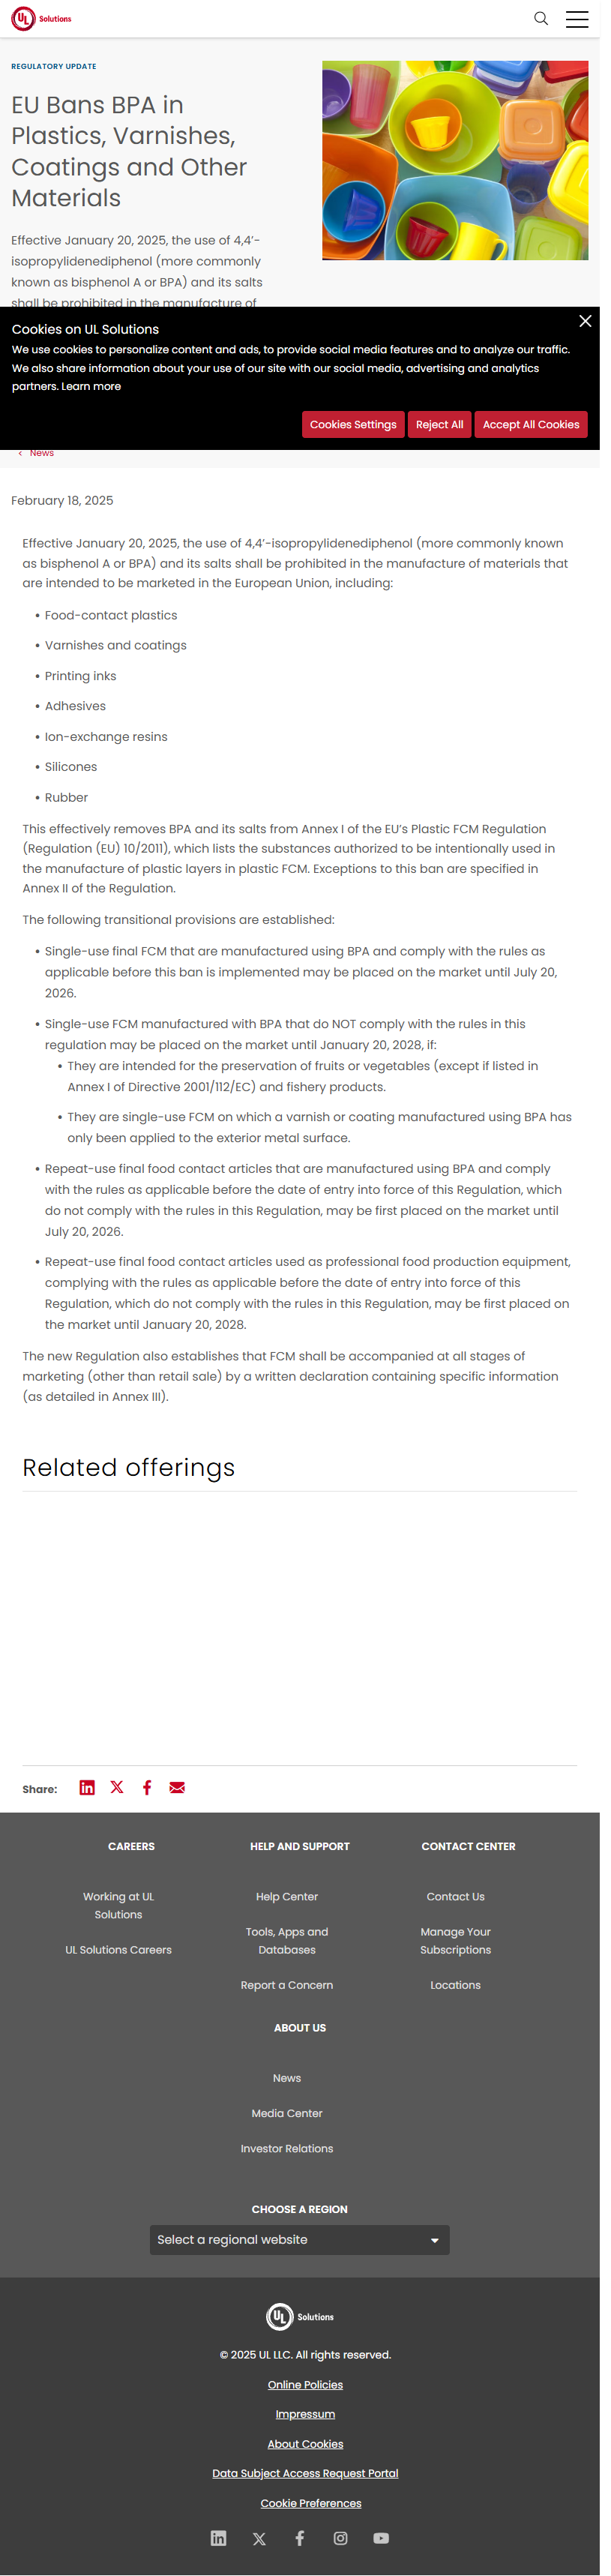 UL Solutions
REGULATORY UPDATE
EU Bans BPA in
Plastics, Varnishes,
Coatings and Other
Materials
Effective January 20, 2025, the use of 4,4’-
isopropylidenediphenol (more commonly
known as bisphenol A or BPA) and its salts
shall be prohibited in the manufacture of
Cookies on UL Solutions
We use cookies to personalize content and ads, to provide social media features and to analyze our traffic.
We also share information about your use of our site with our social media, advertising and analytics
partners. Learn more
Cookies Settings Reject All Accept All Cookies
< News
February 18, 2025
Effective January 20, 2025, the use of 4,4’-isopropylidenediphenol (more commonly known
as bisphenol A or BPA) and its salts shall be prohibited in the manufacture of materials that
are intended to be marketed in the European Union, including:
• Food-contact plastics
• Varnishes and coatings
• Printing inks
• Adhesives
• Ion-exchange resins
• Silicones
• Rubber
This effectively removes BPA and its salts from Annex I of the EU’s Plastic FCM Regulation
(Regulation (EU) 10/2011), which lists the substances authorized to be intentionally used in
the manufacture of plastic layers in plastic FCM. Exceptions to this ban are specified in
Annex II of the Regulation.
The following transitional provisions are established:
• Single-use final FCM that are manufactured using BPA and comply with the rules as
applicable before this ban is implemented may be placed on the market until July 20,
2026.
• Single-use FCM manufactured with BPA that do NOT comply with the rules in this
regulation may be placed on the market until January 20, 2028, if:
• They are intended for the preservation of fruits or vegetables (except if listed in
Annex I of Directive 2001/112/EC) and fishery products.
• They are single-use FCM on which a varnish or coating manufactured using BPA has
only been applied to the exterior metal surface.
• Repeat-use final food contact articles that are manufactured using BPA and comply
with the rules as applicable before the date of entry into force of this Regulation, which
do not comply with the rules in this Regulation, may be first placed on the market until
July 20, 2026.
• Repeat-use final food contact articles used as professional food production equipment,
complying with the rules as applicable before the date of entry into force of this
Regulation, which do not comply with the rules in this Regulation, may be first placed on
the market until January 20, 2028.
The new Regulation also establishes that FCM shall be accompanied at all stages of
marketing (other than retail sale) by a written declaration containing specific information
(as detailed in Annex III).
Related offerings
Share:
CAREERS HELP AND SUPPORT CONTACT CENTER
Working at UL Help Center Contact Us
Solutions
Tools, Apps and Manage Your
UL Solutions Careers Databases Subscriptions
Report a Concern Locations
ABOUT US
News
Media Center
Investor Relations
CHOOSE A REGION
Select a regional website
UL Solutions
© 2025 UL LLC. All rights reserved.
Online Policies
Impressum
About Cookies
Data Subject Access Request Portal
Cookie Preferences